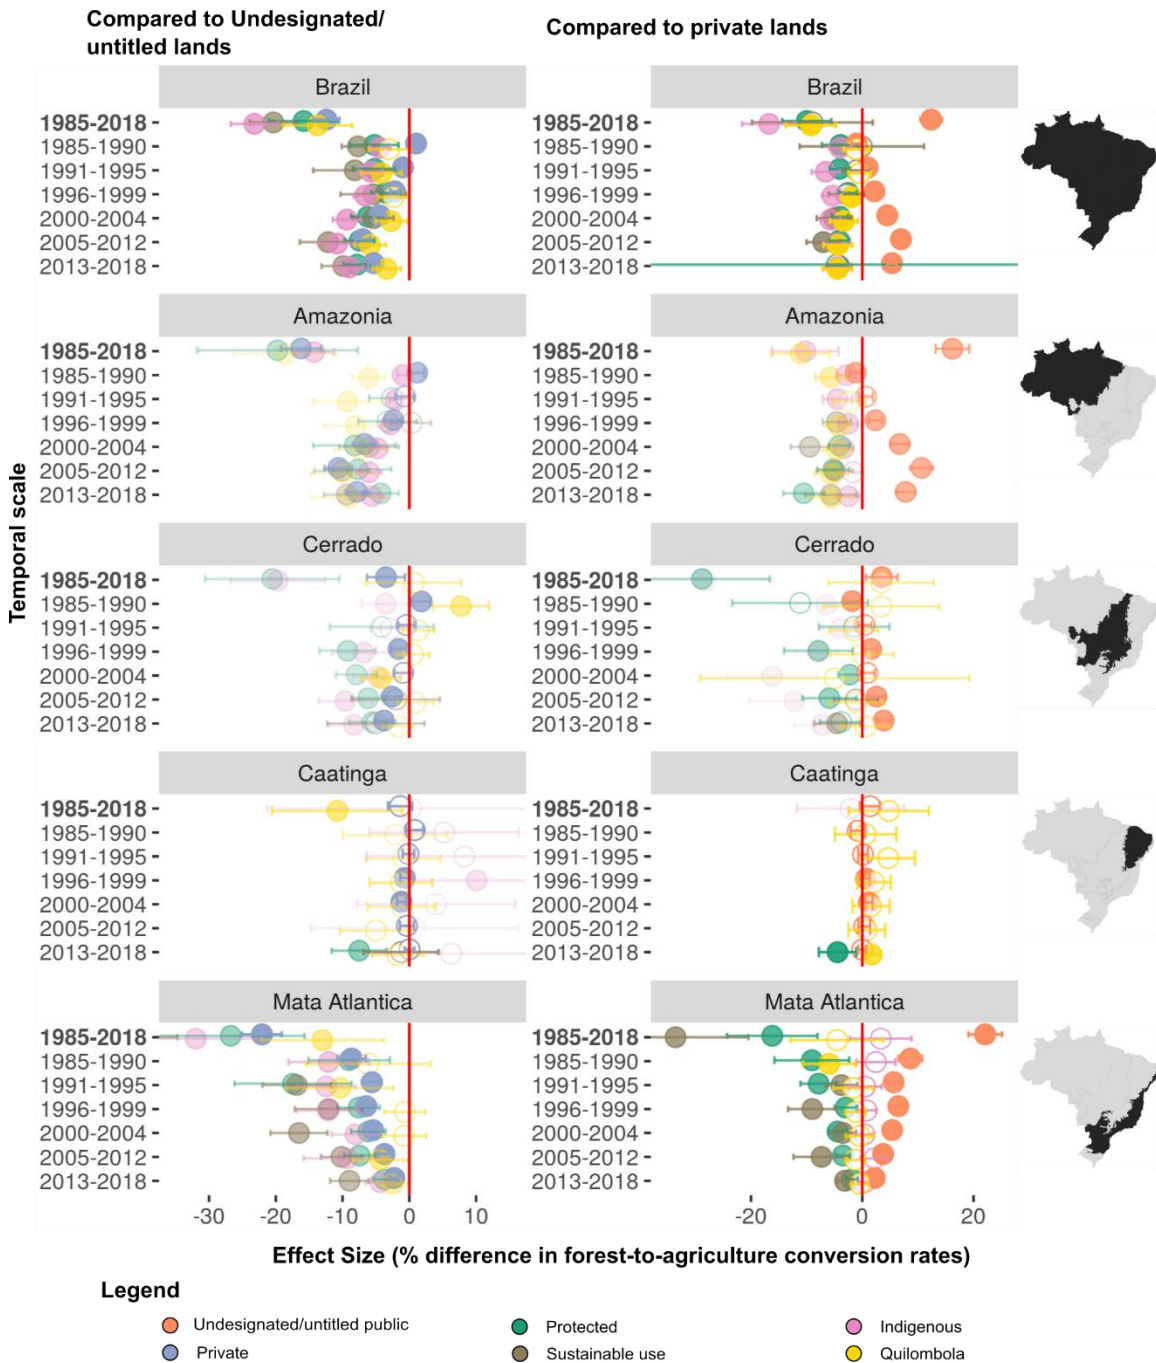 Compared to Undesignated/
untitled lands
Compared to private lands
Brazil
Brazil
1985-2018
1985-1990
1991-1995
1996-1999
2000-2004
2005-2012
2013-2018
1985-2018
1985-1990
1991-1995
1996-1999
2000-2004
2005-2012
2013-2018
Amazonia
Amazonia
1985-2018
1985-1990
1991-1995
1996-1999
2000-2004
2005-2012
2013-2018
1985-2018
1985-1990
1991-1995
1996-1999
2000-2004
2005-2012
2013-2018
Temporal scale
Cerrado
Cerrado
1985-2018
1985-1990
1991-1995
1996-1999
2000-2004
2005-2012
2013-2018
1985-2018
1985-1990
1991-1995
1996-1999
2000-2004
2005-2012
2013-2018
Caatinga
Caatinga
1985-2018
1985-1990
1991-1995
1996-1999
2000-2004
2005-2012
2013-2018
1985-2018
1985-1990
1991-1995
1996-1999
2000-2004
2005-2012
2013-2018
Mata Atlantica
Mata Atlantica
1985-2018
1985-1990
1991-1995
1996-1999
2000-2004
2005-2012
2013-2018
1985-2018
1985-1990
1991-1995
1996-1999
2000-2004
2005-2012
2013-2018
-30 -20 -10 0 10
-20 0 20
Effect Size (% difference in forest-to-agriculture conversion rates)
Legend
Undesignated/untitled public
Protected
Indigenous
Private
Sustainable use
Quilombola